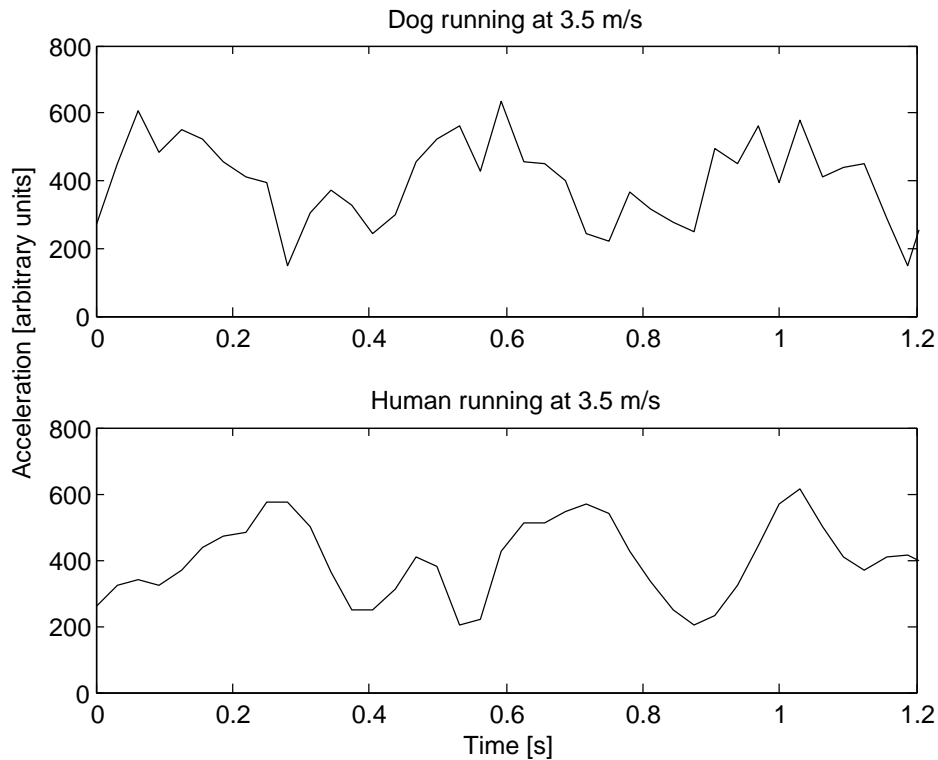 Dog running at 3.5 m/s
800
600
400
200
0
0 0.2 0.4 0.6 0.8 1 1.2
Acceleration [arbitrary units]
Human running at 3.5 m/s
800
600
400
200
0
0 0.2 0.4 0.6 0.8 1 1.2
Time [s]